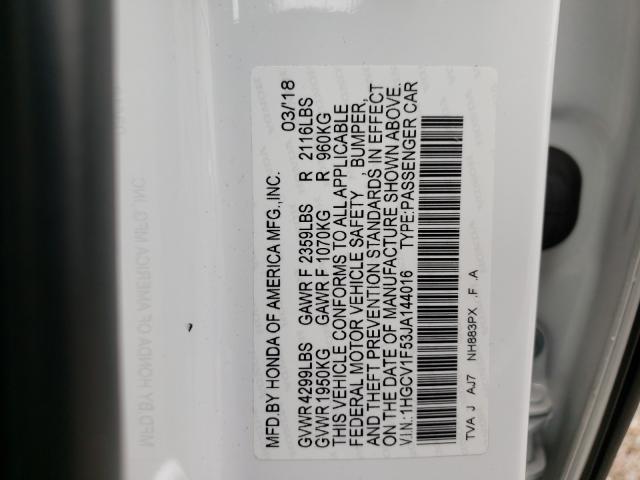 MFD.BY HONDA OF AMERICA MFG.,INC. 03/'18
GVWR4299LBS GAWR F 2359LBS R 2116LBS
GVWR1950KG GAWR F 1070KG R 960KG
THIS VEHICLE CONFORMS TO ALL APPLICABLE
FEDERAL MOTOR VEHICLE SAFETY BUMPER,
AND THEFT PREVENTION STANDARDS IN EFFECT
ON THE DATE OF MANUFACTURE SHOWN ABOVE.
V.I.N.:1HGCV1F53JA144016 TYPE:PASSENGER CAR
TVA J AJ7 NH883PX .F A